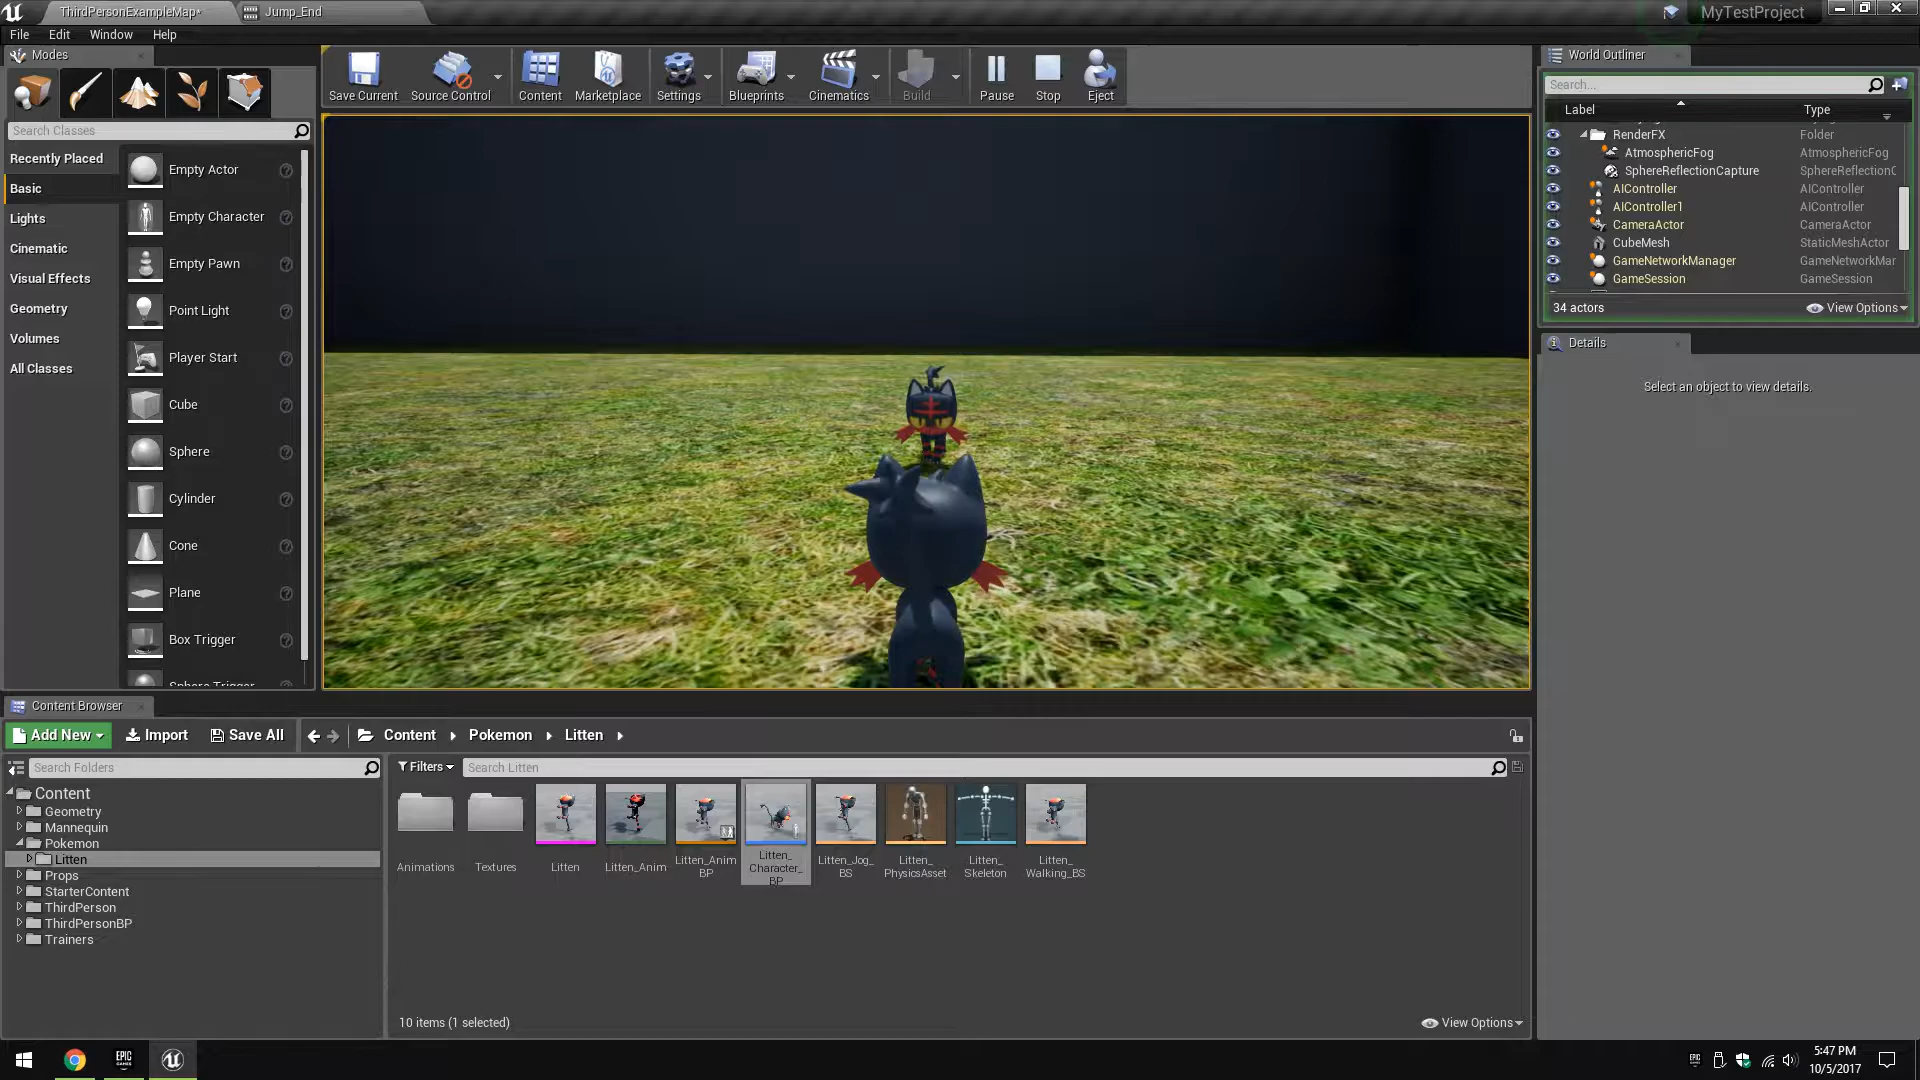 ThirdPersonExampleMap*
Jump_End
MyTestProject
File
Edit
Window
Help
Modes
Save Current
Source Control
Content
Marketplace
Settings
Blueprints
Cinematics
Build
Pause
Stop
Eject
Search Classes
Recently Placed
Basic
Lights
Cinematic
Visual Effects
Geometry
Volumes
All Classes
Empty Actor
Empty Character
Empty Pawn
Point Light
Player Start
Cube
Sphere
Cylinder
Cone
Plane
Box Trigger
Sphere Trigger
World Outliner
Search...
Label
Type
RenderFX
Folder
AtmosphericFog
AtmosphericFog
SphereReflectionCapture
SphereReflectionC
AIController
AIController
AIController1
AIController
CameraActor
CameraActor
CubeMesh
StaticMeshActor
GameNetworkManager
GameNetworkMar
GameSession
GameSession
34 actors
View Options
Details
Select an object to view details.
Content Browser
Add New
Import
Save All
Content
Pokemon
Litten
Search Folders
Content
Geometry
Mannequin
Pokemon
Litten
Props
StarterContent
ThirdPerson
ThirdPersonBP
Trainers
Filters
Search Litten
Animations
Textures
Litten
Litten_Anim
Litten_Anim
BP
Litten_
Character_
BP
Litten_Jog_
BS
Litten_
PhysicsAsset
Litten_
Skeleton
Litten_
Walking_BS
10 items (1 selected)
View Options
EPIC
GAMES
EPIC
5:47 PM
10/5/2017